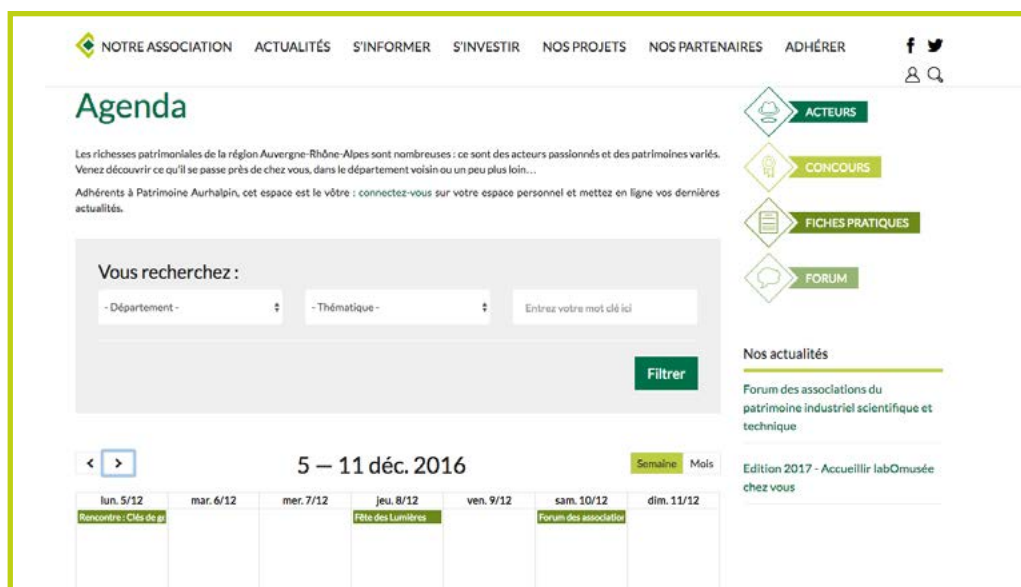 NOTRE ASSOCIATION ACTUALITÉS S'INFORMER S'INVESTIR NOS PROJETS NOS PARTENAIRES ADHÉRER
Agenda
Les richesses patrimoniales de la région Auvergne-Rhône-Alpes sont nombreuses : ce sont des acteurs passionnés et des patrimoines variés.
Venez découvrir ce qu'il se passe près de chez vous, dans le département voisin ou un peu plus loin…
Adhérents à Patrimoine Aurhalpin, cet espace est le vôtre : connectez-vous sur votre espace personnel et mettez en ligne vos dernières
actualités.
Vous recherchez :
- Département -
- Thématique -
Entrez votre mot clé ici
Filtrer
5 — 11 déc. 2016
Semaine Mois
lun. 5/12 mar. 6/12 mer. 7/12 jeu. 8/12 ven. 9/12 sam. 10/12 dim. 11/12
Rencontre : Clés de gr Fête des Lumières Forum des association
ACTEURS
CONCOURS
FICHES PRATIQUES
FORUM
Nos actualités
Forum des associations du
patrimoine industriel scientifique et
technique
Edition 2017 - Accueillir labOmusée
chez vous